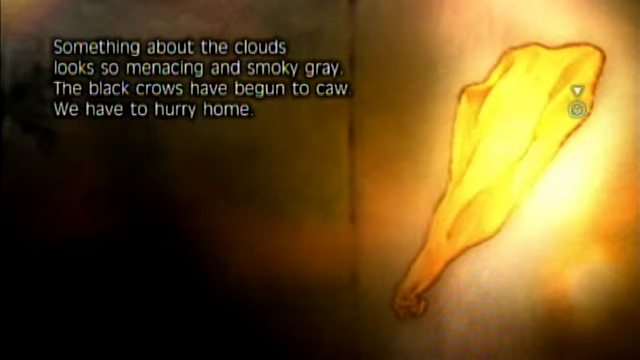 Something about the clouds
looks so menacing and smoky gray.
The black crows have begun to caw.
We have to hurry home.